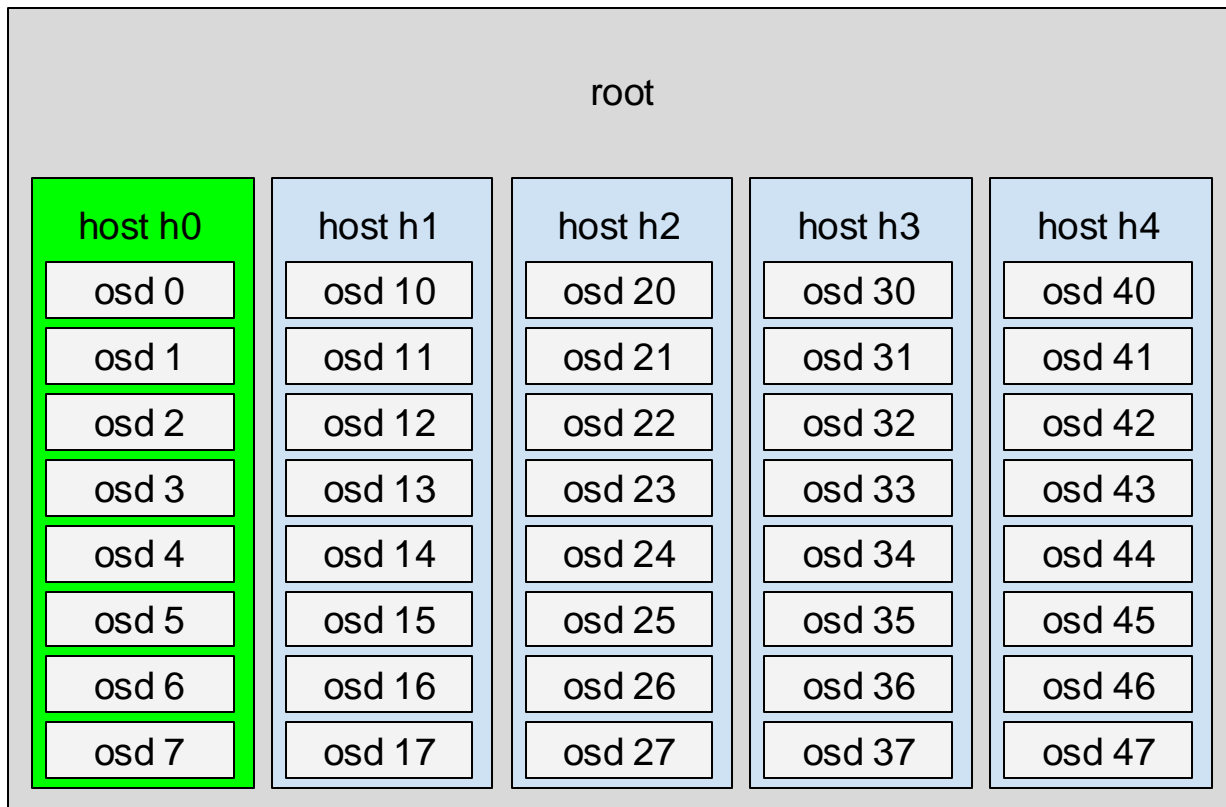 root
host h0
osd 0
osd 1
osd 2
osd 3
osd 4
osd 5
osd 6
osd 7
host h1
osd 10
osd 11
osd 12
osd 13
osd 14
osd 15
osd 16
osd 17
host h2
osd 20
osd 21
osd 22
osd 23
osd 24
osd 25
osd 26
osd 27
host h3
osd 30
osd 31
osd 32
osd 33
osd 34
osd 35
osd 36
osd 37
host h4
osd 40
osd 41
osd 42
osd 43
osd 44
osd 45
osd 46
osd 47